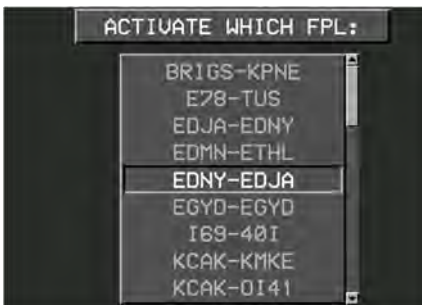 ACTIVATE WHICH FPL:
BRIGS-KPNE
E78-TUS
EDJA-EDNY
EDMN-ETHL
EDNY-EDJA
EGYD-EGYD
I69-40I
KCAK-KMKE
KCAK-OI41